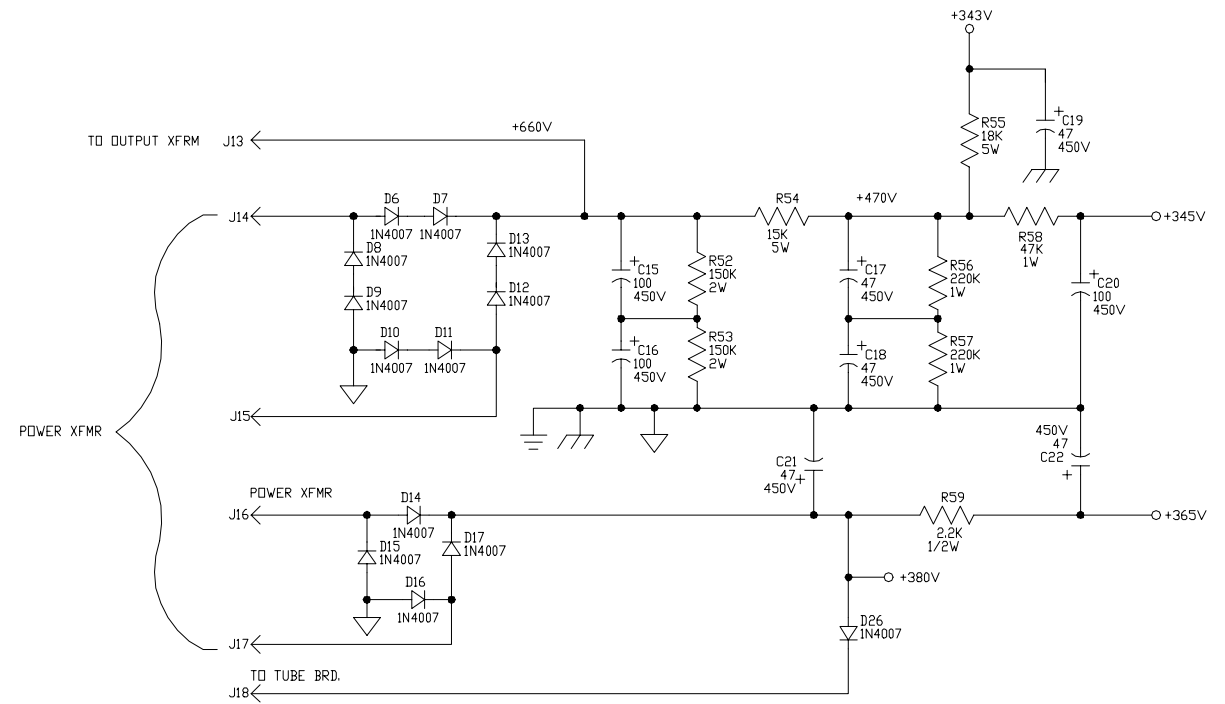 +343V
R55
18K
5W
+
C19
47
450V
TO OUTPUT XFRM J13
+660V
J14
D6
1N4007
D7
1N4007
D8
1N4007
D9
1N4007
D10
1N4007
D11
1N4007
D13
1N4007
D12
1N4007
J15
+
C15
100
450V
R52
150K
2W
+
C16
100
450V
R53
150K
2W
R54
15K
5W
+470V
+
C17
47
450V
R56
220K
1W
+
C18
47
450V
R57
220K
1W
R58
47K
1W
+345V
+
C20
100
450V
POWER XFMR
POWER XFMR
J16
D14
1N4007
D15
1N4007
D17
1N4007
D16
1N4007
J17
C21
47
450V
+
450V
47
C22
+
R59
2.2K
1/2W
+365V
+380V
D26
1N4007
TO TUBE BRD.
J18